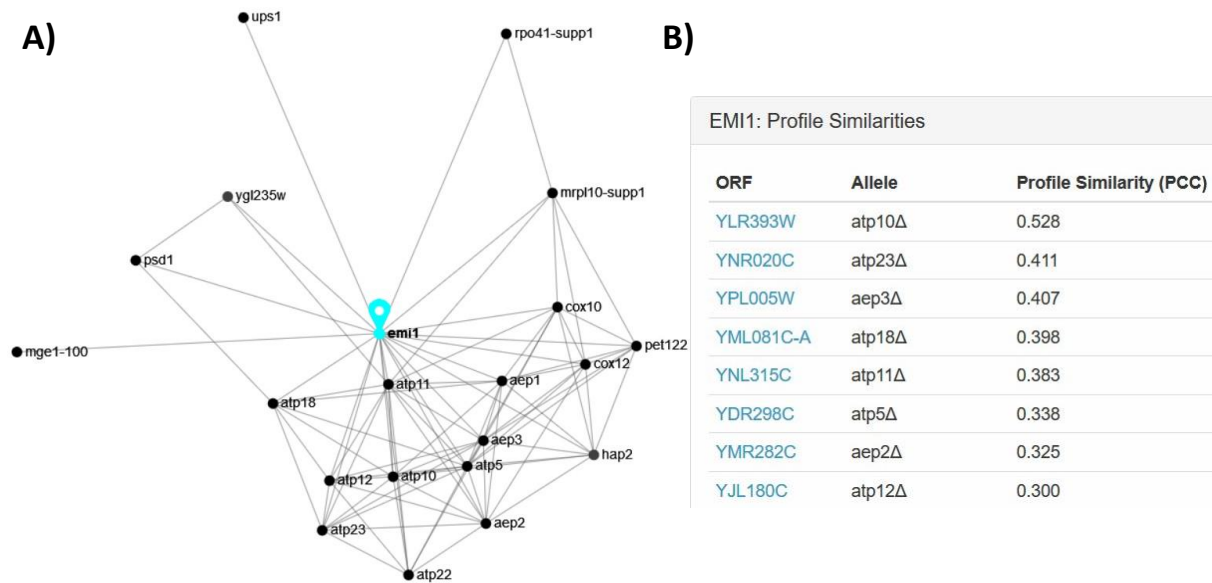 A)
ups1
rpo41-supp1
ygl235w
mrpl10-supp1
psd1
cox10
emi1
mge1-100
pet122
cox12
aep1
atp11
atp18
aep3
hap2
atp5
atp12
atp10
aep2
atp23
atp22
B)
EMI1: Profile Similarities
ORF Allele Profile Similarity (PCC)
YLR393W atp10Δ 0.528
YNR020C atp23Δ 0.411
YPL005W aep3Δ 0.407
YML081C-A atp18Δ 0.398
YNL315C atp11Δ 0.383
YDR298C atp5Δ 0.338
YMR282C aep2Δ 0.325
YJL180C atp12Δ 0.300